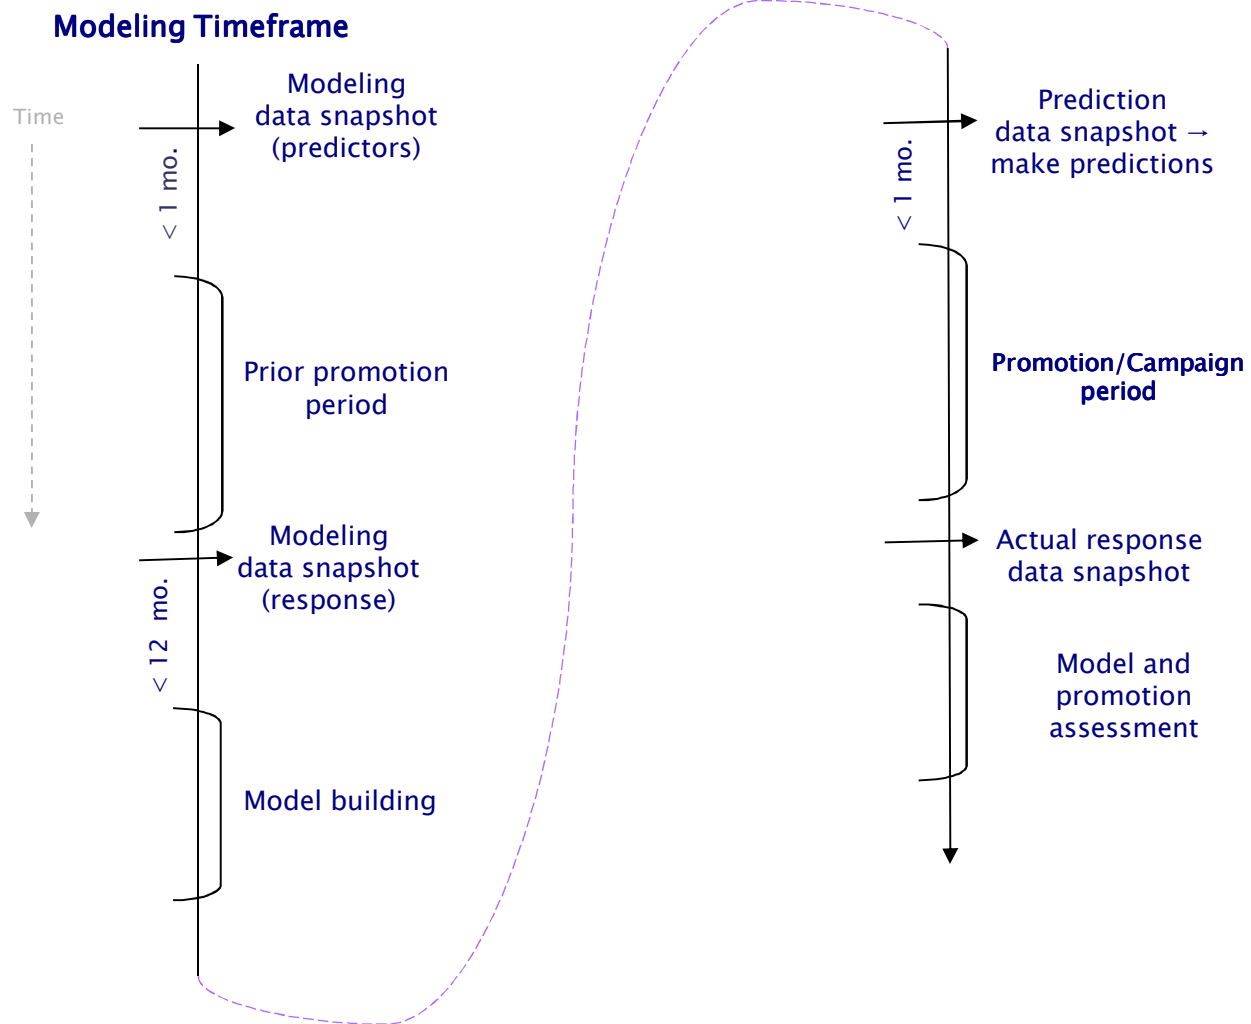 Modeling Timeframe
Time
Modeling
data snapshot
(predictors)
< 1 mo.
Prior promotion
period
Modeling
data snapshot
(response)
< 12 mo.
Model building
Prediction
data snapshot →
make predictions
< 1 mo.
Promotion/Campaign
period
Actual response
data snapshot
Model and
promotion
assessment